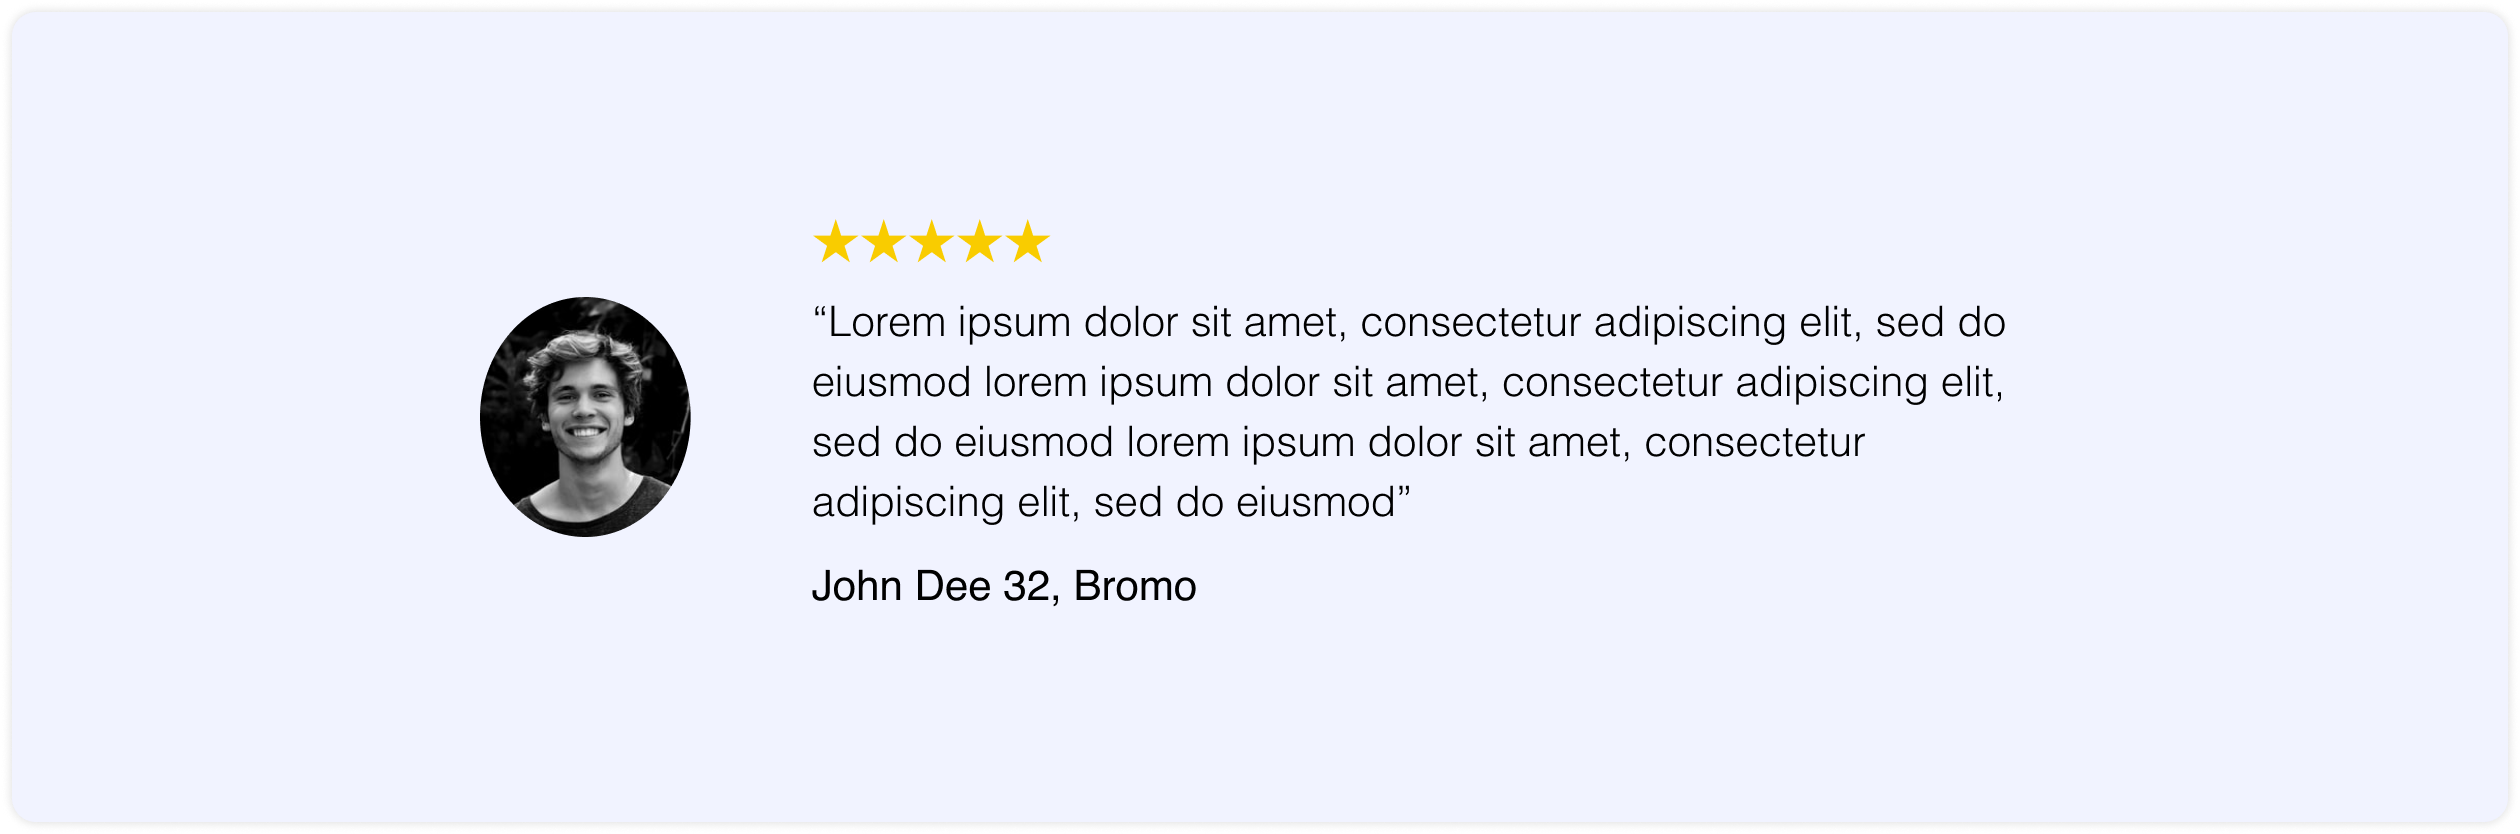 “Lorem ipsum dolor sit amet, consectetur adipiscing elit, sed do
eiusmod lorem ipsum dolor sit amet, consectetur adipiscing elit,
sed do eiusmod lorem ipsum dolor sit amet, consectetur
adipiscing elit, sed do eiusmod”
John Dee 32, Bromo